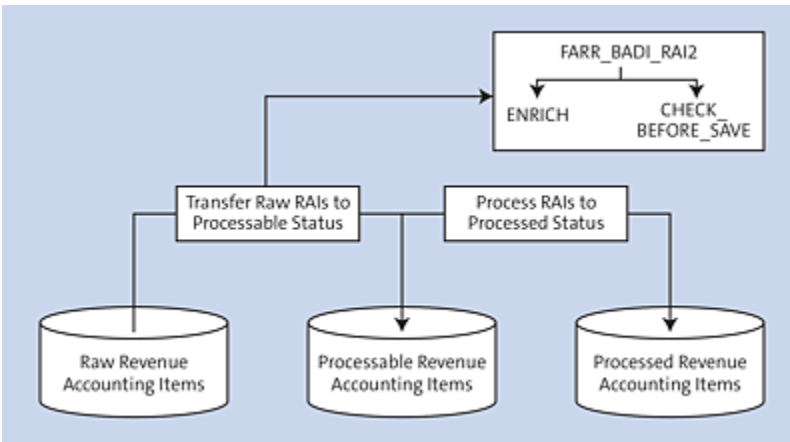 FARR_BADI_RAI2
ENRICH
CHECK_
BEFORE_SAVE
Transfer Raw RAIs to
Processable Status
Process RAIs to
Processed Status
Raw Revenue
Accounting Items
Processable Revenue
Accounting Items
Processed Revenue
Accounting Items